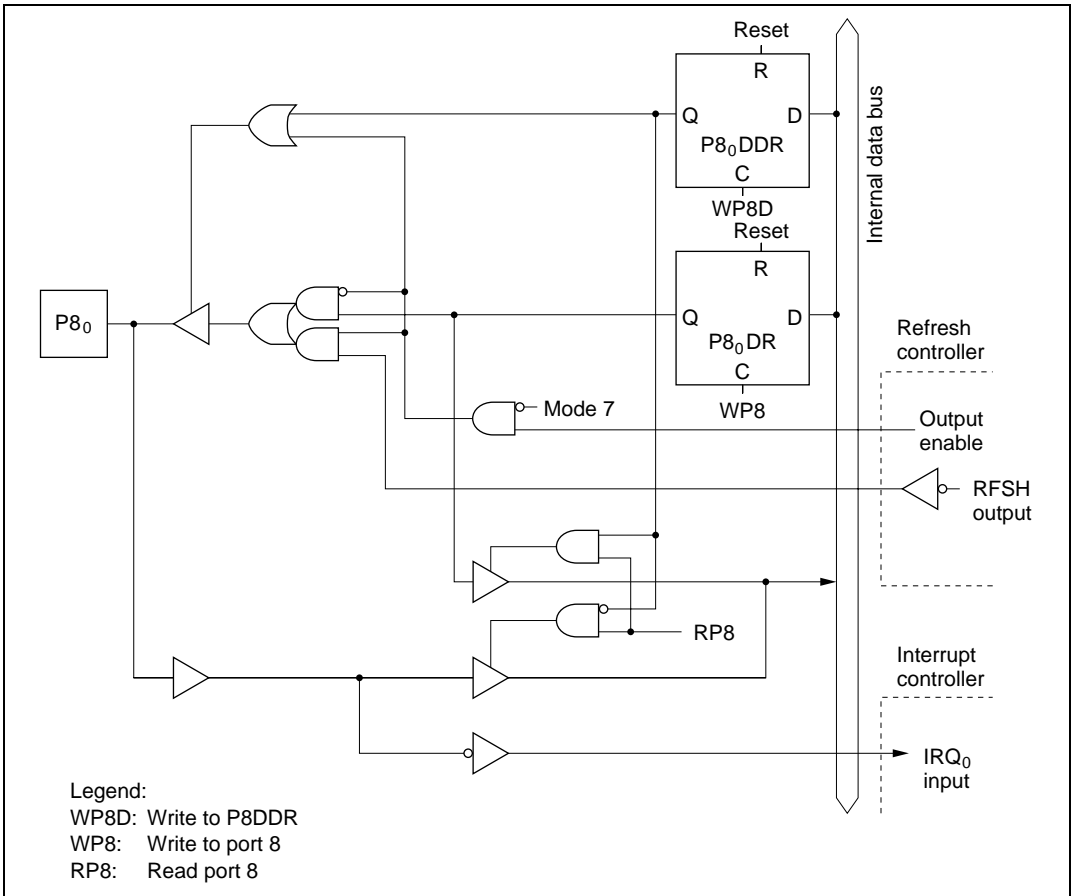 Reset
R
Q
D
P8₀DDR
C
WP8D
Internal data bus
Reset
R
P8₀
Q
D
P8₀DR
C
WP8
Refresh
controller
Mode 7
Output
enable
RFSH
output
RP8
Interrupt
controller
IRQ₀
input
Legend:
WP8D: Write to P8DDR
WP8: Write to port 8
RP8: Read port 8